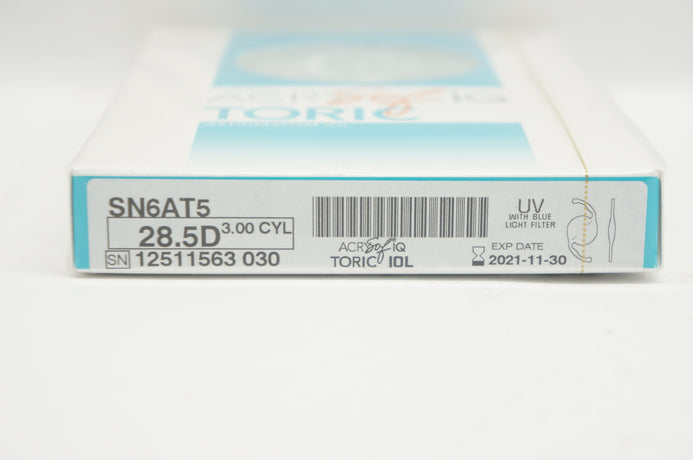 ACRYSof IQ
TORIC
SN6AT5
28.5D 3.00 CYL
SN 12511563 030
ACRYSof IQ
TORIC IOL
UV
WITH BLUE
LIGHT FILTER
EXP DATE
2021-11-30